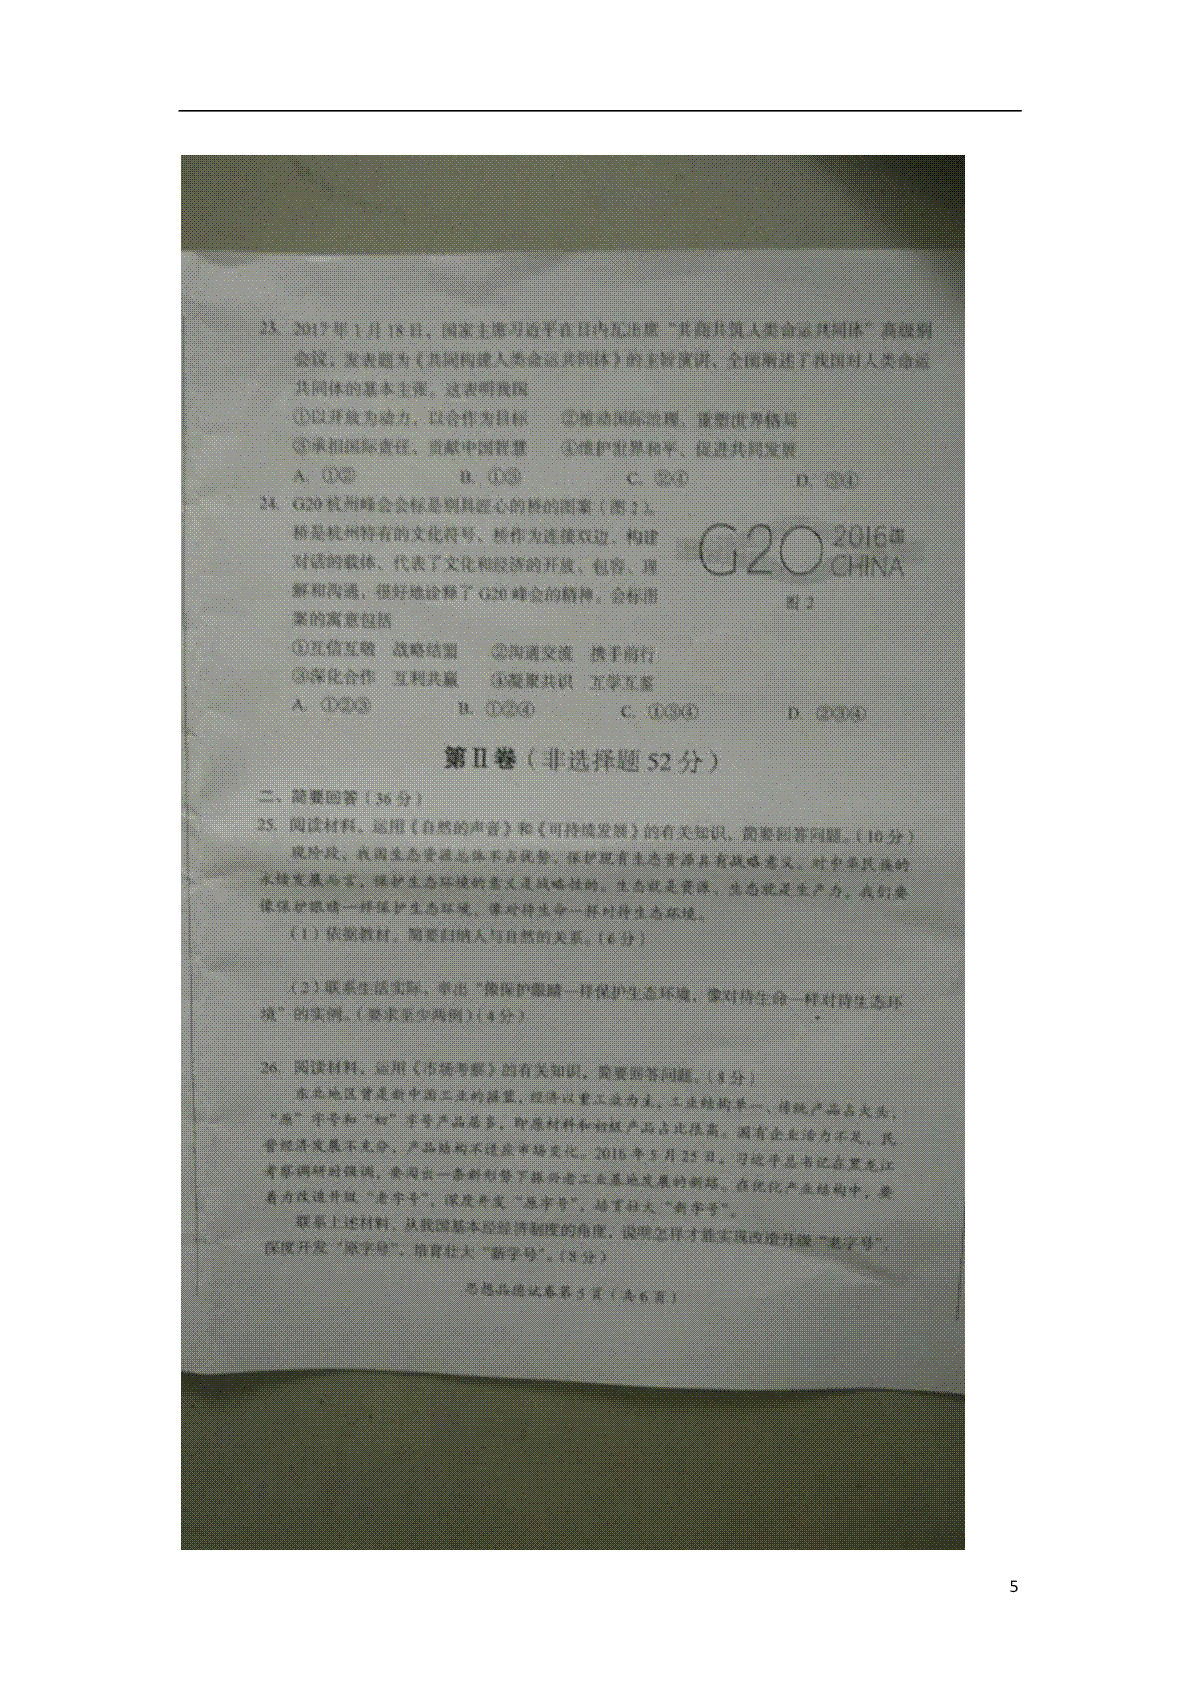 23. 2017年1月18日，国家主席习近平在日内瓦出席“共商共筑人类命运共同体”高级别
会议，发表题为《共同构建人类命运共同体》的主旨演讲，全面阐述了我国对人类命运
共同体的基本主张。这表明我国
①以开放为动力，以合作为目标 ②推动国际治理，重塑世界格局
③承担国际责任，贡献中国智慧 ④维护世界和平，促进共同发展
A. ①② B. ①③ C. ②④ D. ③④
24. G20杭州峰会会标是别具匠心的桥的图案（图2）。
桥是杭州特有的文化符号，桥作为连接双边、构建
对话的载体，代表了文化和经济的开放、包容、理
解和沟通，很好地诠释了G20峰会的精神。会标图
案的寓意包括
G20 2016 CHINA
图2
①互信互敬 战略结盟 ②沟通交流 携手前行
③深化合作 互利共赢 ④凝聚共识 互学互鉴
A. ①②③ B. ①②④ C. ①③④ D. ②③④
第Ⅱ卷（非选择题 52分）
二、简要回答（36分）
25. 阅读材料，运用《自然的声音》和《可持续发展》的有关知识，简要回答问题。（10分）
现阶段，我国生态资源总体不占优势，保护现有生态资源具有战略意义。对中华民族的
永续发展而言，保护生态环境的意义是战略性的。生态就是资源、生态就是生产力。我们要
像保护眼睛一样保护生态环境，像对待生命一样对待生态环境。
（1）依据教材，简要归纳人与自然的关系。（6分）
（2）联系生活实际，举出“像保护眼睛一样保护生态环境，像对待生命一样对待生态环
境”的实例。（要求至少两例）（4分）
26. 阅读材料，运用《市场考察》的有关知识，简要回答问题。（8分）
东北地区曾是新中国工业的摇篮，经济以重工业为主，工业结构单一、传统产品占大头，
“原”字号和“初”字号产品居多，即原材料和初级产品占比很高。国有企业活力不足，民
营经济发展不充分，产品结构不适应市场变化。2016年5月25日，习近平总书记在黑龙江
考察调研时强调，要闯出一条新形势下振兴老工业基地发展的新路。在优化产业结构中，要
着力改造升级“老字号”，深度开发“原字号”，培育壮大“新字号”。
联系上述材料，从我国基本经济制度的角度，说明怎样才能实现改造升级“老字号”，
深度开发“原字号”，培育壮大“新字号”。（8分）
思想品德试卷第5页（共6页）
5